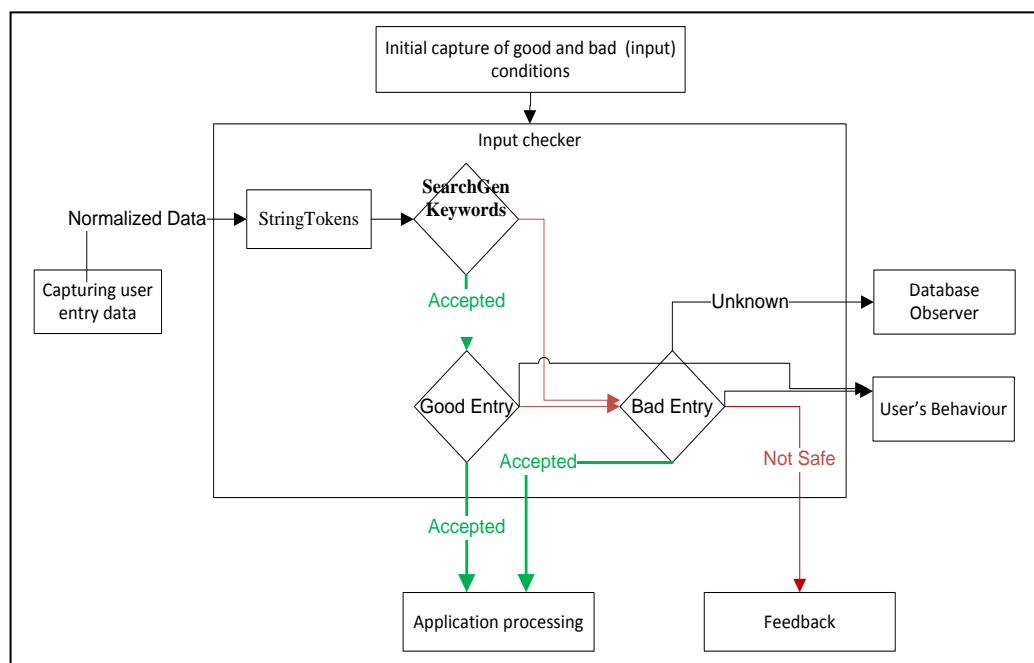 Initial capture of good and bad (input)
conditions
Input checker
SearchGen
Keywords
Normalized Data
StringTokens
Capturing user
entry data
Accepted
Unknown
Database
Observer
Good Entry
Bad Entry
User’s Behaviour
Accepted
Not Safe
Accepted
Application processing
Feedback